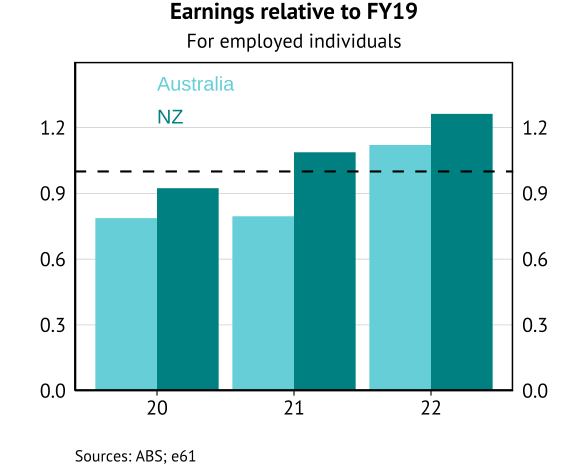 Earnings relative to FY19
For employed individuals
Australia
NZ
1.2 1.2
0.9 0.9
0.6 0.6
0.3 0.3
0.0 0.0
20 21 22
Sources: ABS; e61